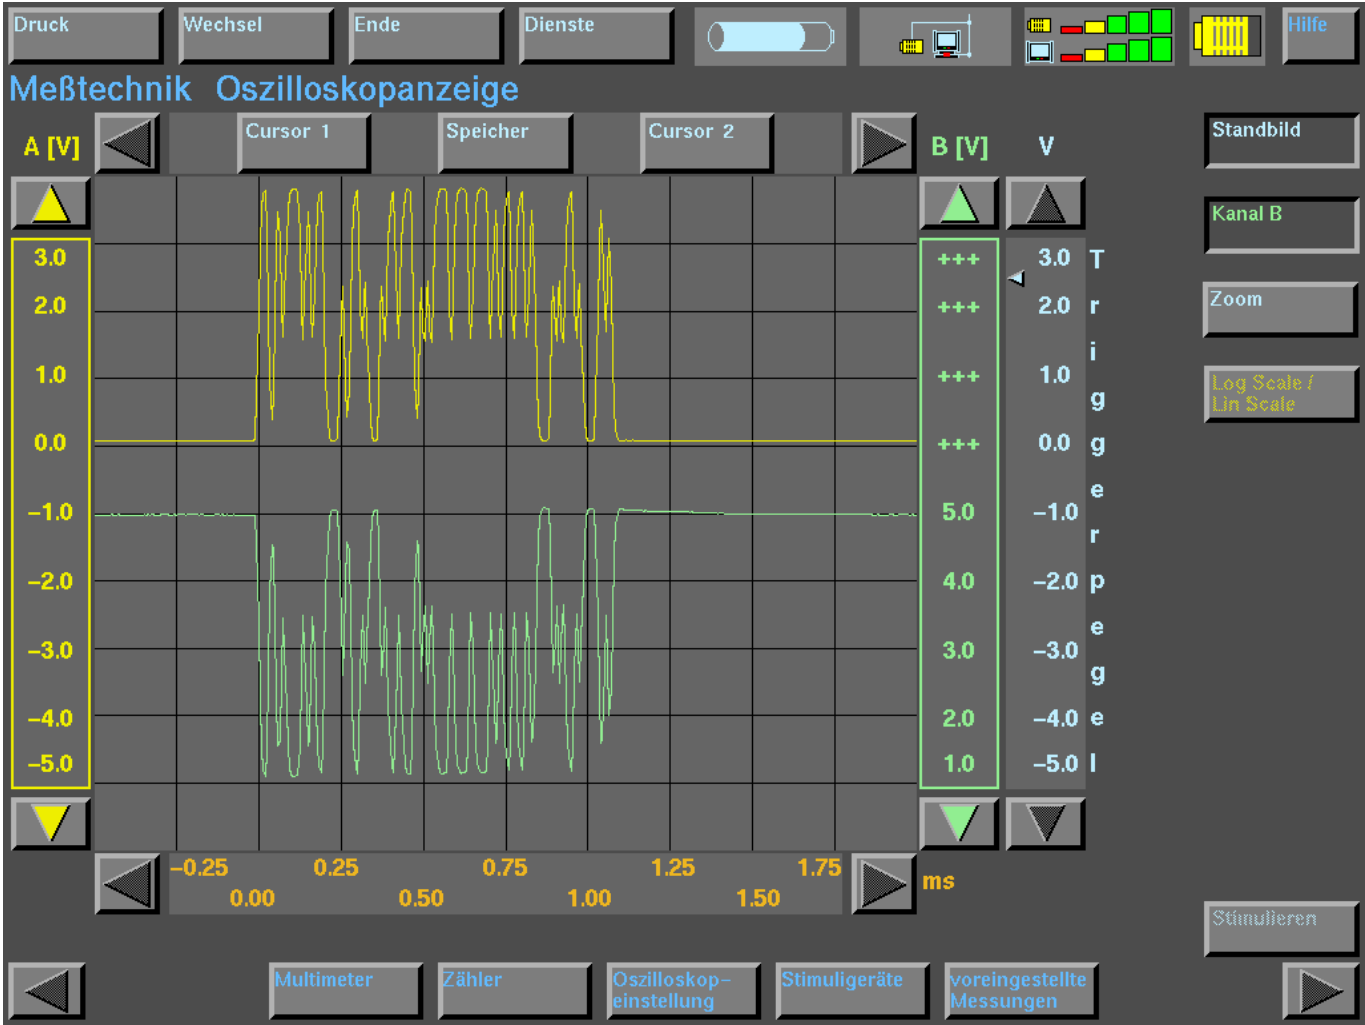 Druck Wechsel Ende Dienste Hilfe
Meßtechnik Oszilloskopanzeige
Cursor 1 Speicher Cursor 2
A [V] B [V] V
Standbild
Kanal B
Zoom
Log Scale /
Lin Scale
3.0 +++ 3.0 T
2.0 +++ 2.0 r
i
1.0 +++ 1.0
g
0.0 +++ 0.0 g
e
-1.0 5.0 -1.0
r
-2.0 4.0 -2.0 p
e
-3.0 3.0 -3.0
g
-4.0 2.0 -4.0 e
-5.0 1.0 -5.0 l
-0.25 0.25 0.75 1.25 1.75
ms
0.00 0.50 1.00 1.50
Stimulieren
Multimeter Zähler Oszilloskop- Stimuligeräte voreingestellte
einstellung Messungen